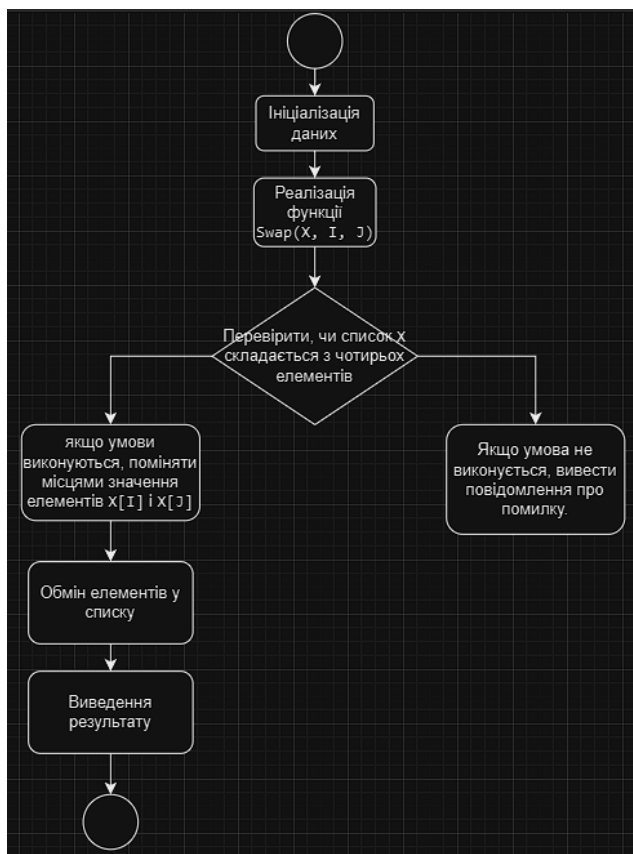 Ініціалізація
даних
Реалізація
функції
Swap(X, I, J)
Перевірити, чи список X
складається з чотирьох
елементів
якщо умови
виконуються, поміняти
місцями значення
елементів X[I] і X[J]
Якщо умова не
виконується, вивести
повідомлення про
помилку.
Обмін елементів у
списку
Виведення
результату